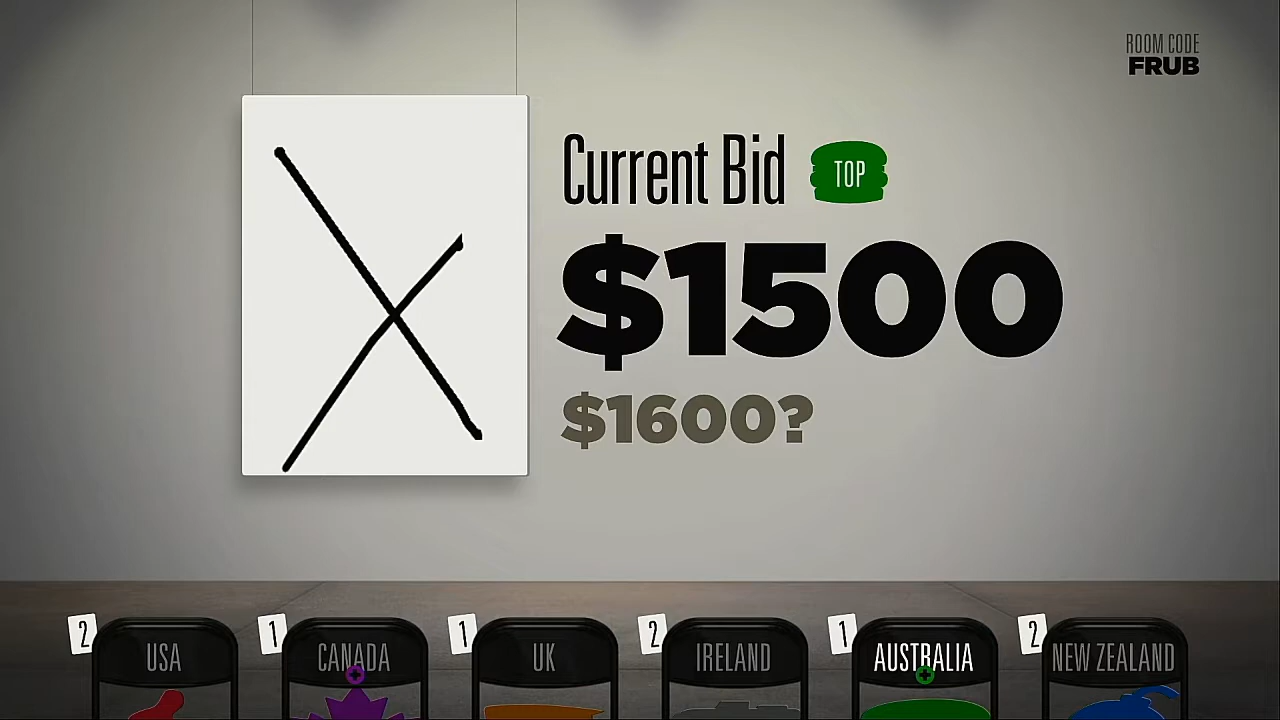 ROOM CODE
FRUB
Current Bid
TOP
$1500
$1600?
2 USA
1 CANADA
1 UK
2 IRELAND
1 AUSTRALIA
2 NEW ZEALAND